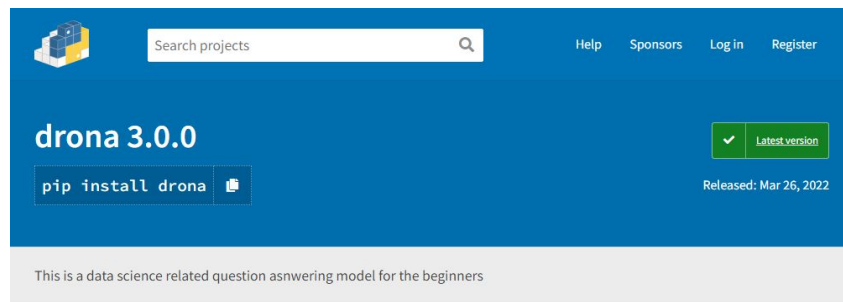 Search projects
Help Sponsors Log in Register
drona 3.0.0
Latest version
pip install drona
Released: Mar 26, 2022
This is a data science related question asnwering model for the beginners